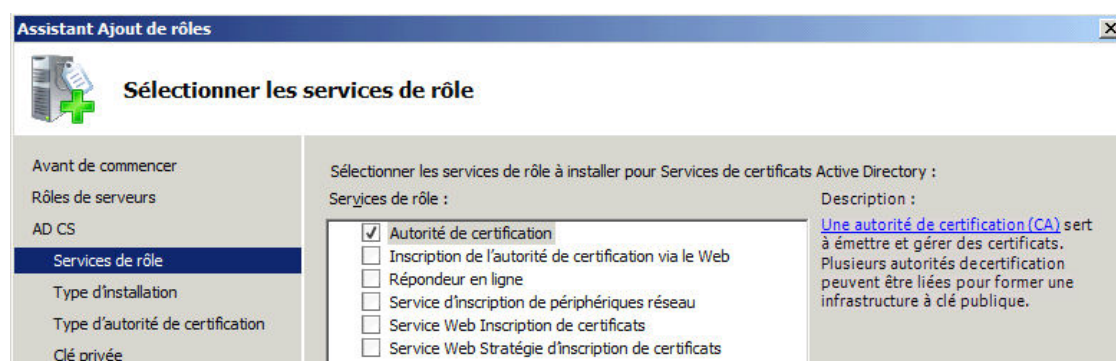 Assistant Ajout de rôles
Sélectionner les services de rôle
Avant de commencer
Rôles de serveurs
AD CS
Services de rôle
Type d'installation
Type d'autorité de certification
Clé privée
Sélectionner les services de rôle à installer pour Services de certificats Active Directory :
Services de rôle :
Autorité de certification
Inscription de l'autorité de certification via le Web
Répondeur en ligne
Service d'inscription de périphériques réseau
Service Web Inscription de certificats
Service Web Stratégie d'inscription de certificats
Description :
Une autorité de certification (CA) sert
à émettre et gérer des certificats.
Plusieurs autorités decertification
peuvent être liées pour former une
infrastructure à clé publique.